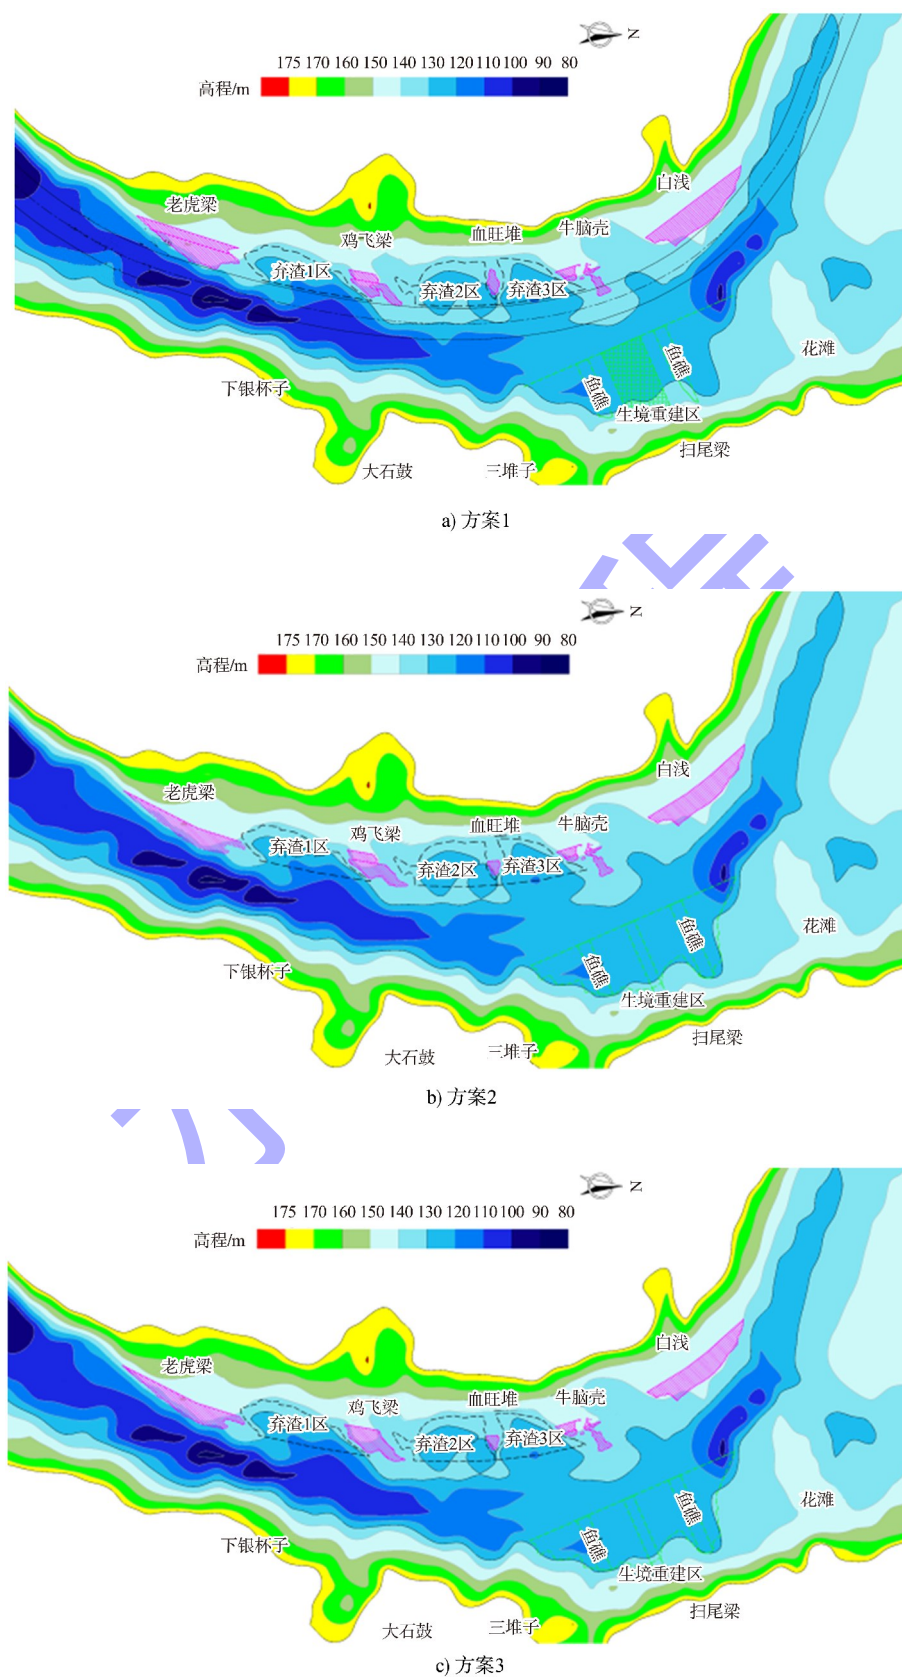 N
175 170 160 150 140 130 120 110 100 90 80
高程/m
白浅
老虎梁
牛脑壳
血旺堆
鸡飞梁
弃渣1区
弃渣2区
弃渣3区
花滩
鱼礁
鱼礁
下银杯子
生境重建区
扫尾梁
大石鼓
三堆子
a) 方案1
N
175 170 160 150 140 130 120 110 100 90 80
高程/m
白浅
老虎梁
血旺堆
牛脑壳
鸡飞梁
弃渣1区
弃渣2区
弃渣3区
花滩
鱼礁
鱼礁
下银杯子
生境重建区
扫尾梁
大石鼓
三堆子
b) 方案2
N
175 170 160 150 140 130 120 110 100 90 80
高程/m
白浅
老虎梁
血旺堆
牛脑壳
鸡飞梁
弃渣1区
弃渣2区
弃渣3区
花滩
鱼礁
鱼礁
下银杯子
生境重建区
扫尾梁
大石鼓
三堆子
c) 方案3